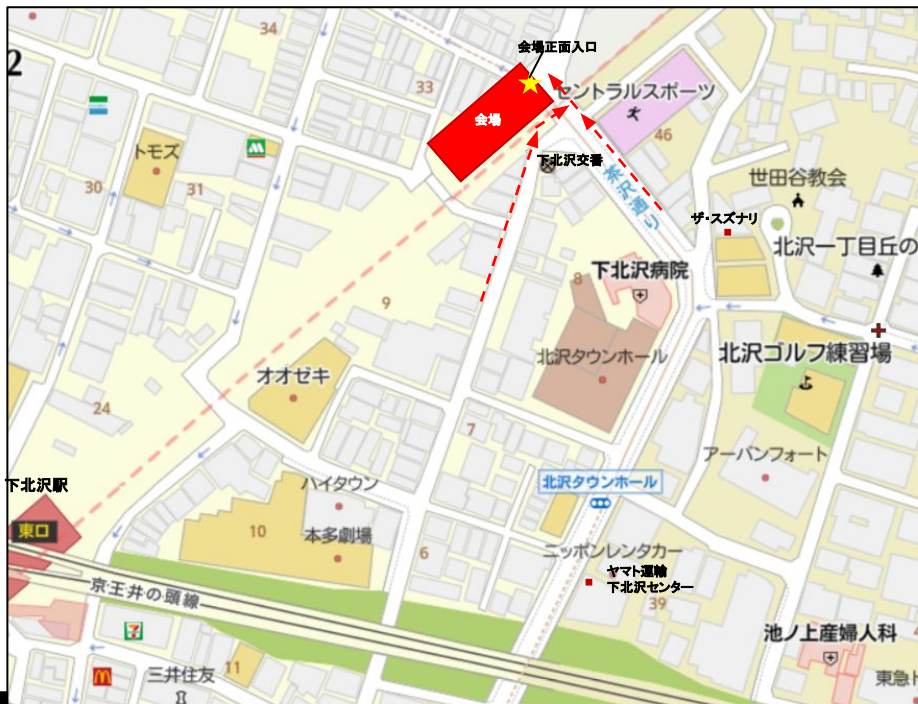 34
会場正面入口
2
33
会場
セントラルスポーツ
46
トモズ
下北沢交番
茶沢通り
世田谷教会
30
31
ザ・スズナリ
北沢一丁目丘の
下北沢病院
8
9
北沢タウンホール
北沢ゴルフ練習場
オオゼキ
24
7
アーバンフォート
下北沢駅
ハイタウン
北沢タウンホール
東口
10
本多劇場
6
ニッポンレンタカー
ヤマト運輸
下北沢センター
京王井の頭線
39
池ノ上産婦人科
三井住友
11
東急ト